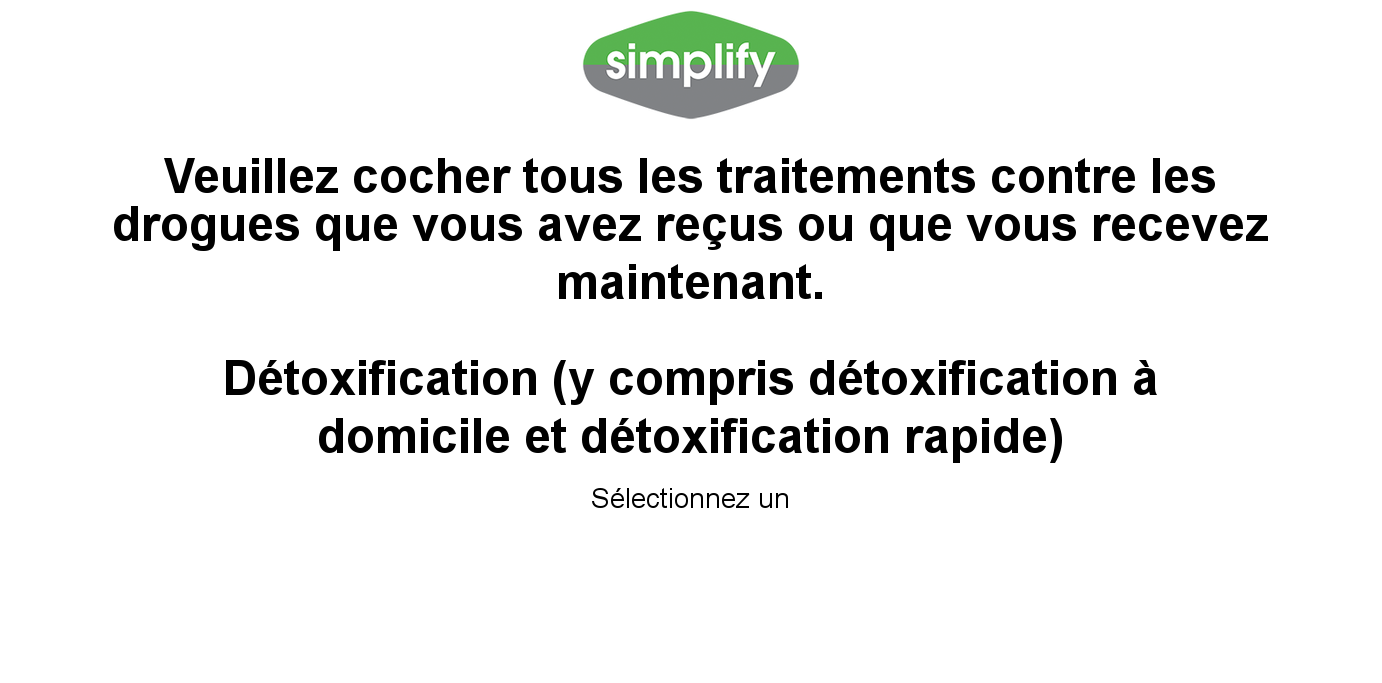 simplify
Veuillez cocher tous les traitements contre les
drogues que vous avez reçus ou que vous recevez
maintenant.
Détoxification (y compris détoxification à
domicile et détoxification rapide)
Sélectionnez un